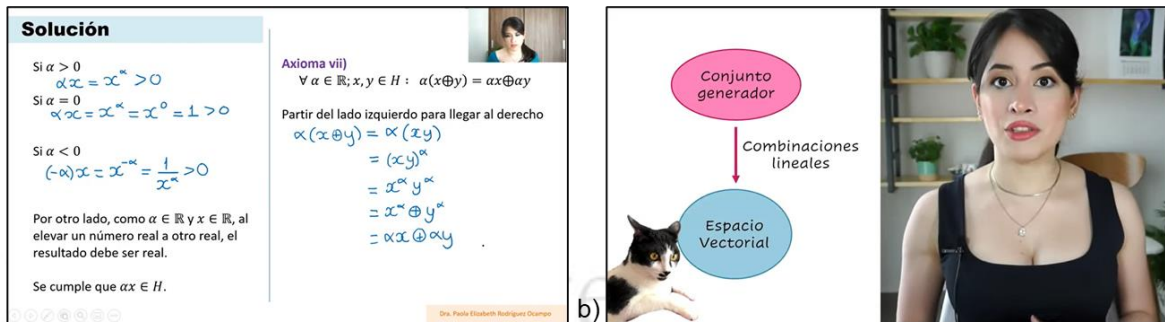 Solución
Si α > 0
αx = x^α > 0
Si α = 0
αx = x^α = x^0 = 1 > 0
Si α < 0
(-α)x = x^-α = 1/x^α > 0
Por otro lado, como α ∈ ℝ y x ∈ ℝ, al
elevar un número real a otro real, el
resultado debe ser real.
Se cumple que αx ∈ H.
Axioma vii)
∀ α ∈ ℝ; x, y ∈ H : α(x⊕y) = αx⊕αy
Partir del lado izquierdo para llegar al derecho
α(x⊕y) = α(xy)
= (xy)^α
= x^α y^α
= x^α ⊕ y^α
= αx ⊕ αy
Dra. Paola Elizabeth Rodríguez Ocampo
b)
Conjunto
generador
Combinaciones
lineales
Espacio
Vectorial